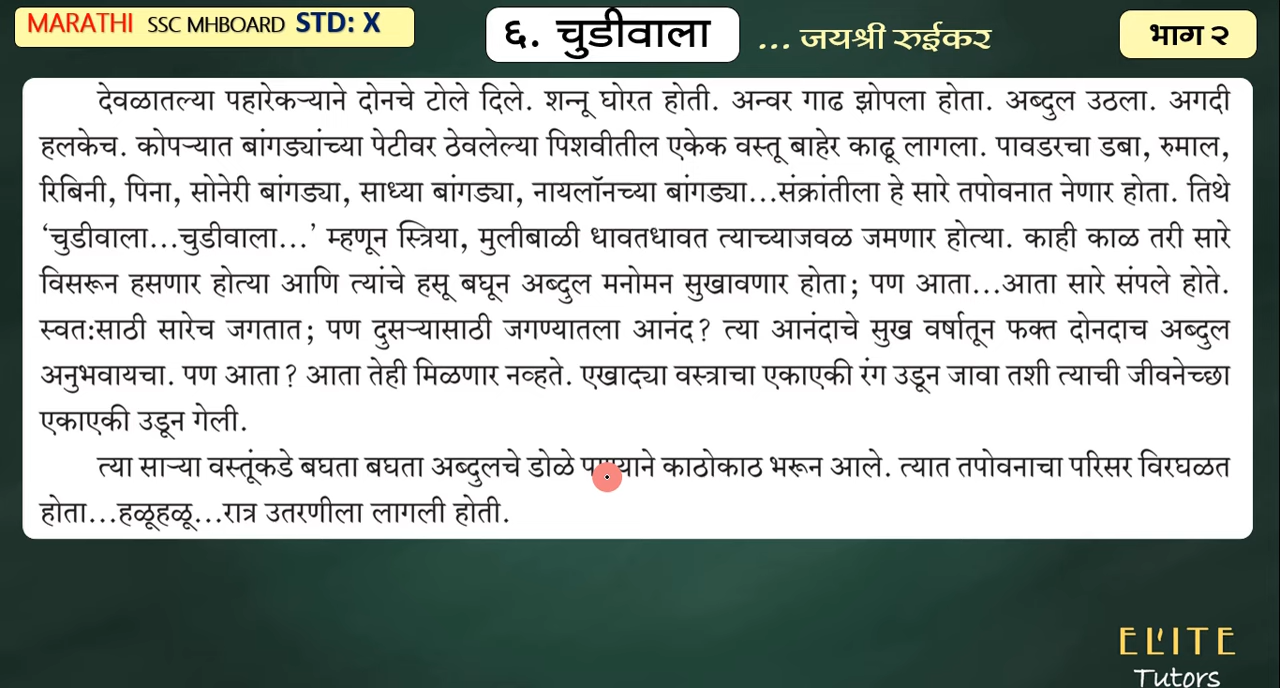 MARATHI SSC MHBOARD STD: X
६. चुडीवाला
... जयश्री रुईकर
भाग २
देवळातल्या पहारेकऱ्याने दोनचे टोले दिले. शन्नू घोरत होती. अन्वर गाढ झोपला होता. अब्दुल उठला. अगदी
हलकेच. कोपऱ्यात बांगड्यांच्या पेटीवर ठेवलेल्या पिशवीतील एकेक वस्तू बाहेर काढू लागला. पावडरचा डबा, रुमाल,
रिबिनी, पिना, सोनेरी बांगड्या, साध्या बांगड्या, नायलॉनच्या बांगड्या...संक्रांतीला हे सारे तपोवनात नेणार होता. तिथे
‘चुडीवाला...चुडीवाला...’ म्हणून स्त्रिया, मुलीबाळी धावतधावत त्याच्याजवळ जमणार होत्या. काही काळ तरी सारे
विसरून हसणार होत्या आणि त्यांचे हसू बघून अब्दुल मनोमन सुखावणार होता; पण आता...आता सारे संपले होते.
स्वत:साठी सारेच जगतात; पण दुसऱ्यासाठी जगण्यातला आनंद? त्या आनंदाचे सुख वर्षातून फक्त दोनदाच अब्दुल
अनुभवायचा. पण आता? आता तेही मिळणार नव्हते. एखाद्या वस्त्राचा एकाएकी रंग उडून जावा तशी त्याची जीवनेच्छा
एकाएकी उडून गेली.
त्या साऱ्या वस्तूंकडे बघता बघता अब्दुलचे डोळे काठोकाठ भरून आले. त्यात तपोवनाचा परिसर विरघळत
होता...हळूहळू...रात्र उतरणीला लागली होती.
ELITE
Tutors